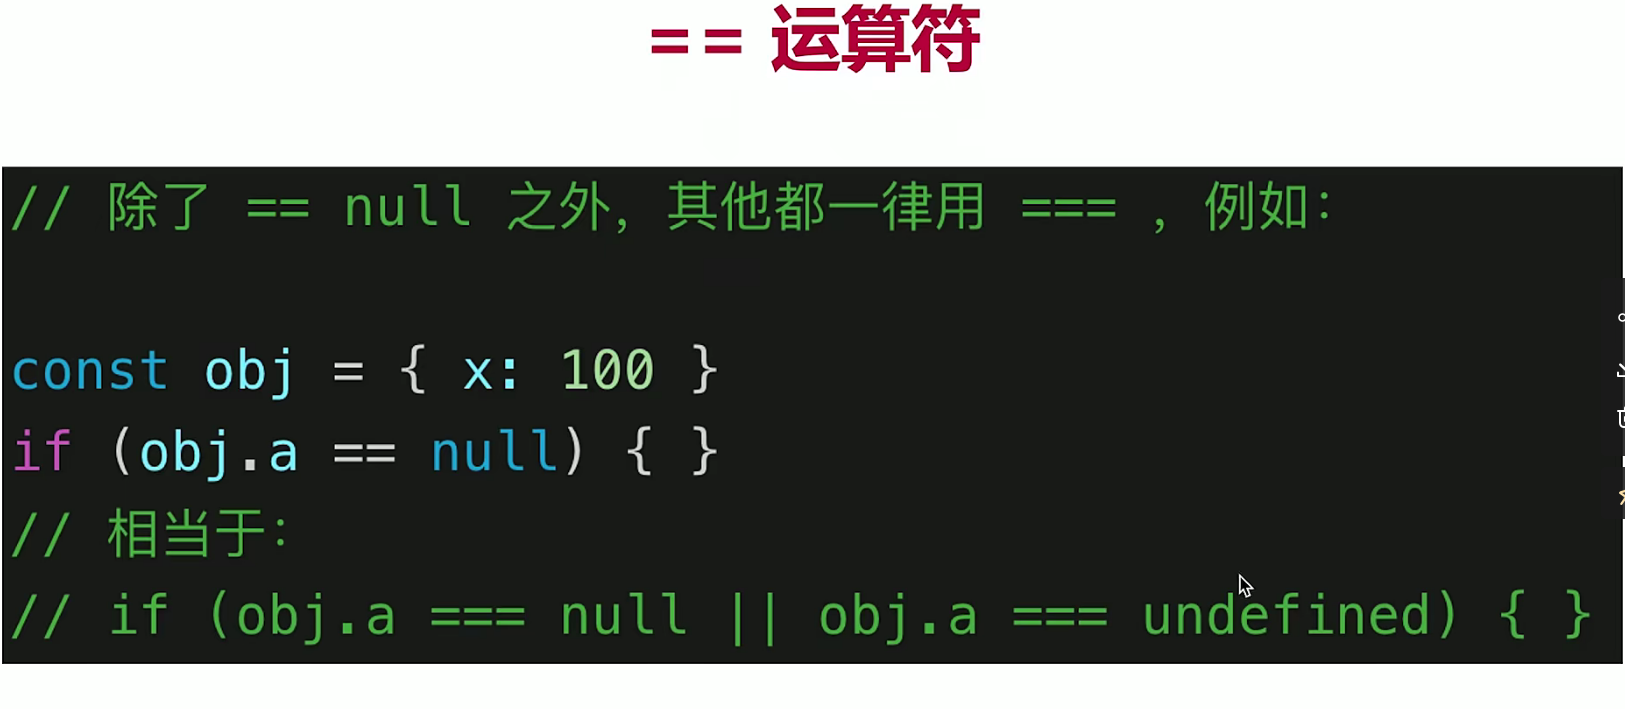 == 运算符
// 除了 == null 之外，其他都一律用 === ，例如：
const obj = { x: 100 }
if (obj.a == null) { }
// 相当于：
// if (obj.a === null || obj.a === undefined) { }